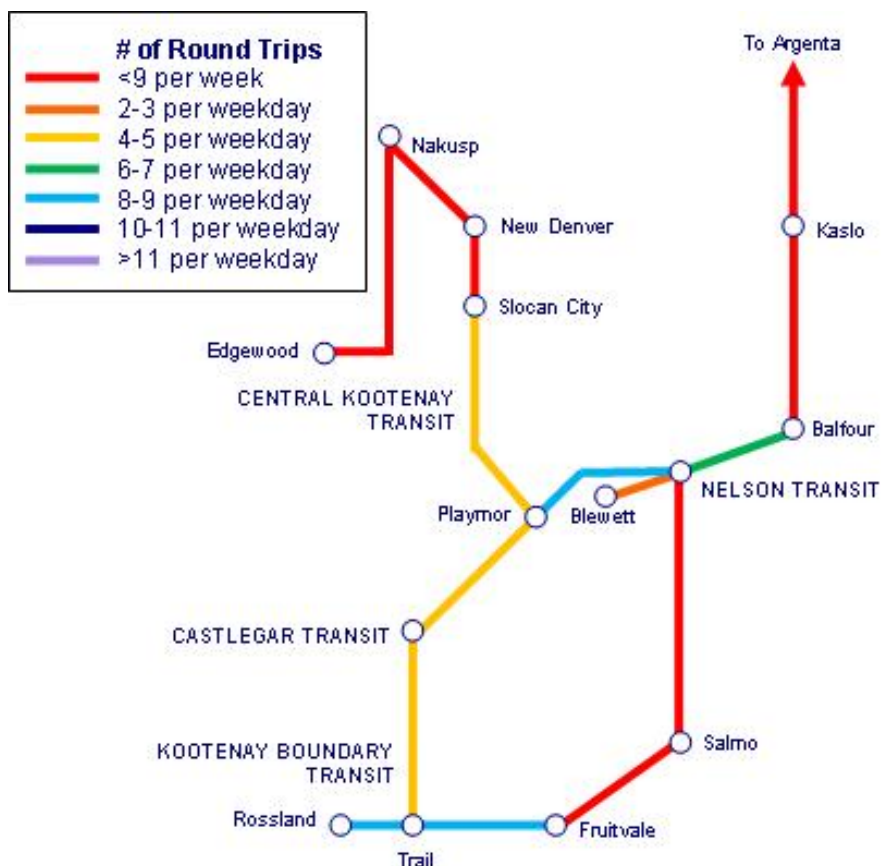 # of Round Trips
<9 per week
2-3 per weekday
4-5 per weekday
6-7 per weekday
8-9 per weekday
10-11 per weekday
>11 per weekday
To Argenta
Nakusp
New Denver
Kaslo
Slocan City
Edgewood
CENTRAL KOOTENAY
TRANSIT
Balfour
NELSON TRANSIT
Playmor
Blewett
CASTLEGAR TRANSIT
KOOTENAY BOUNDARY
TRANSIT
Salmo
Rossland
Trail
Fruitvale